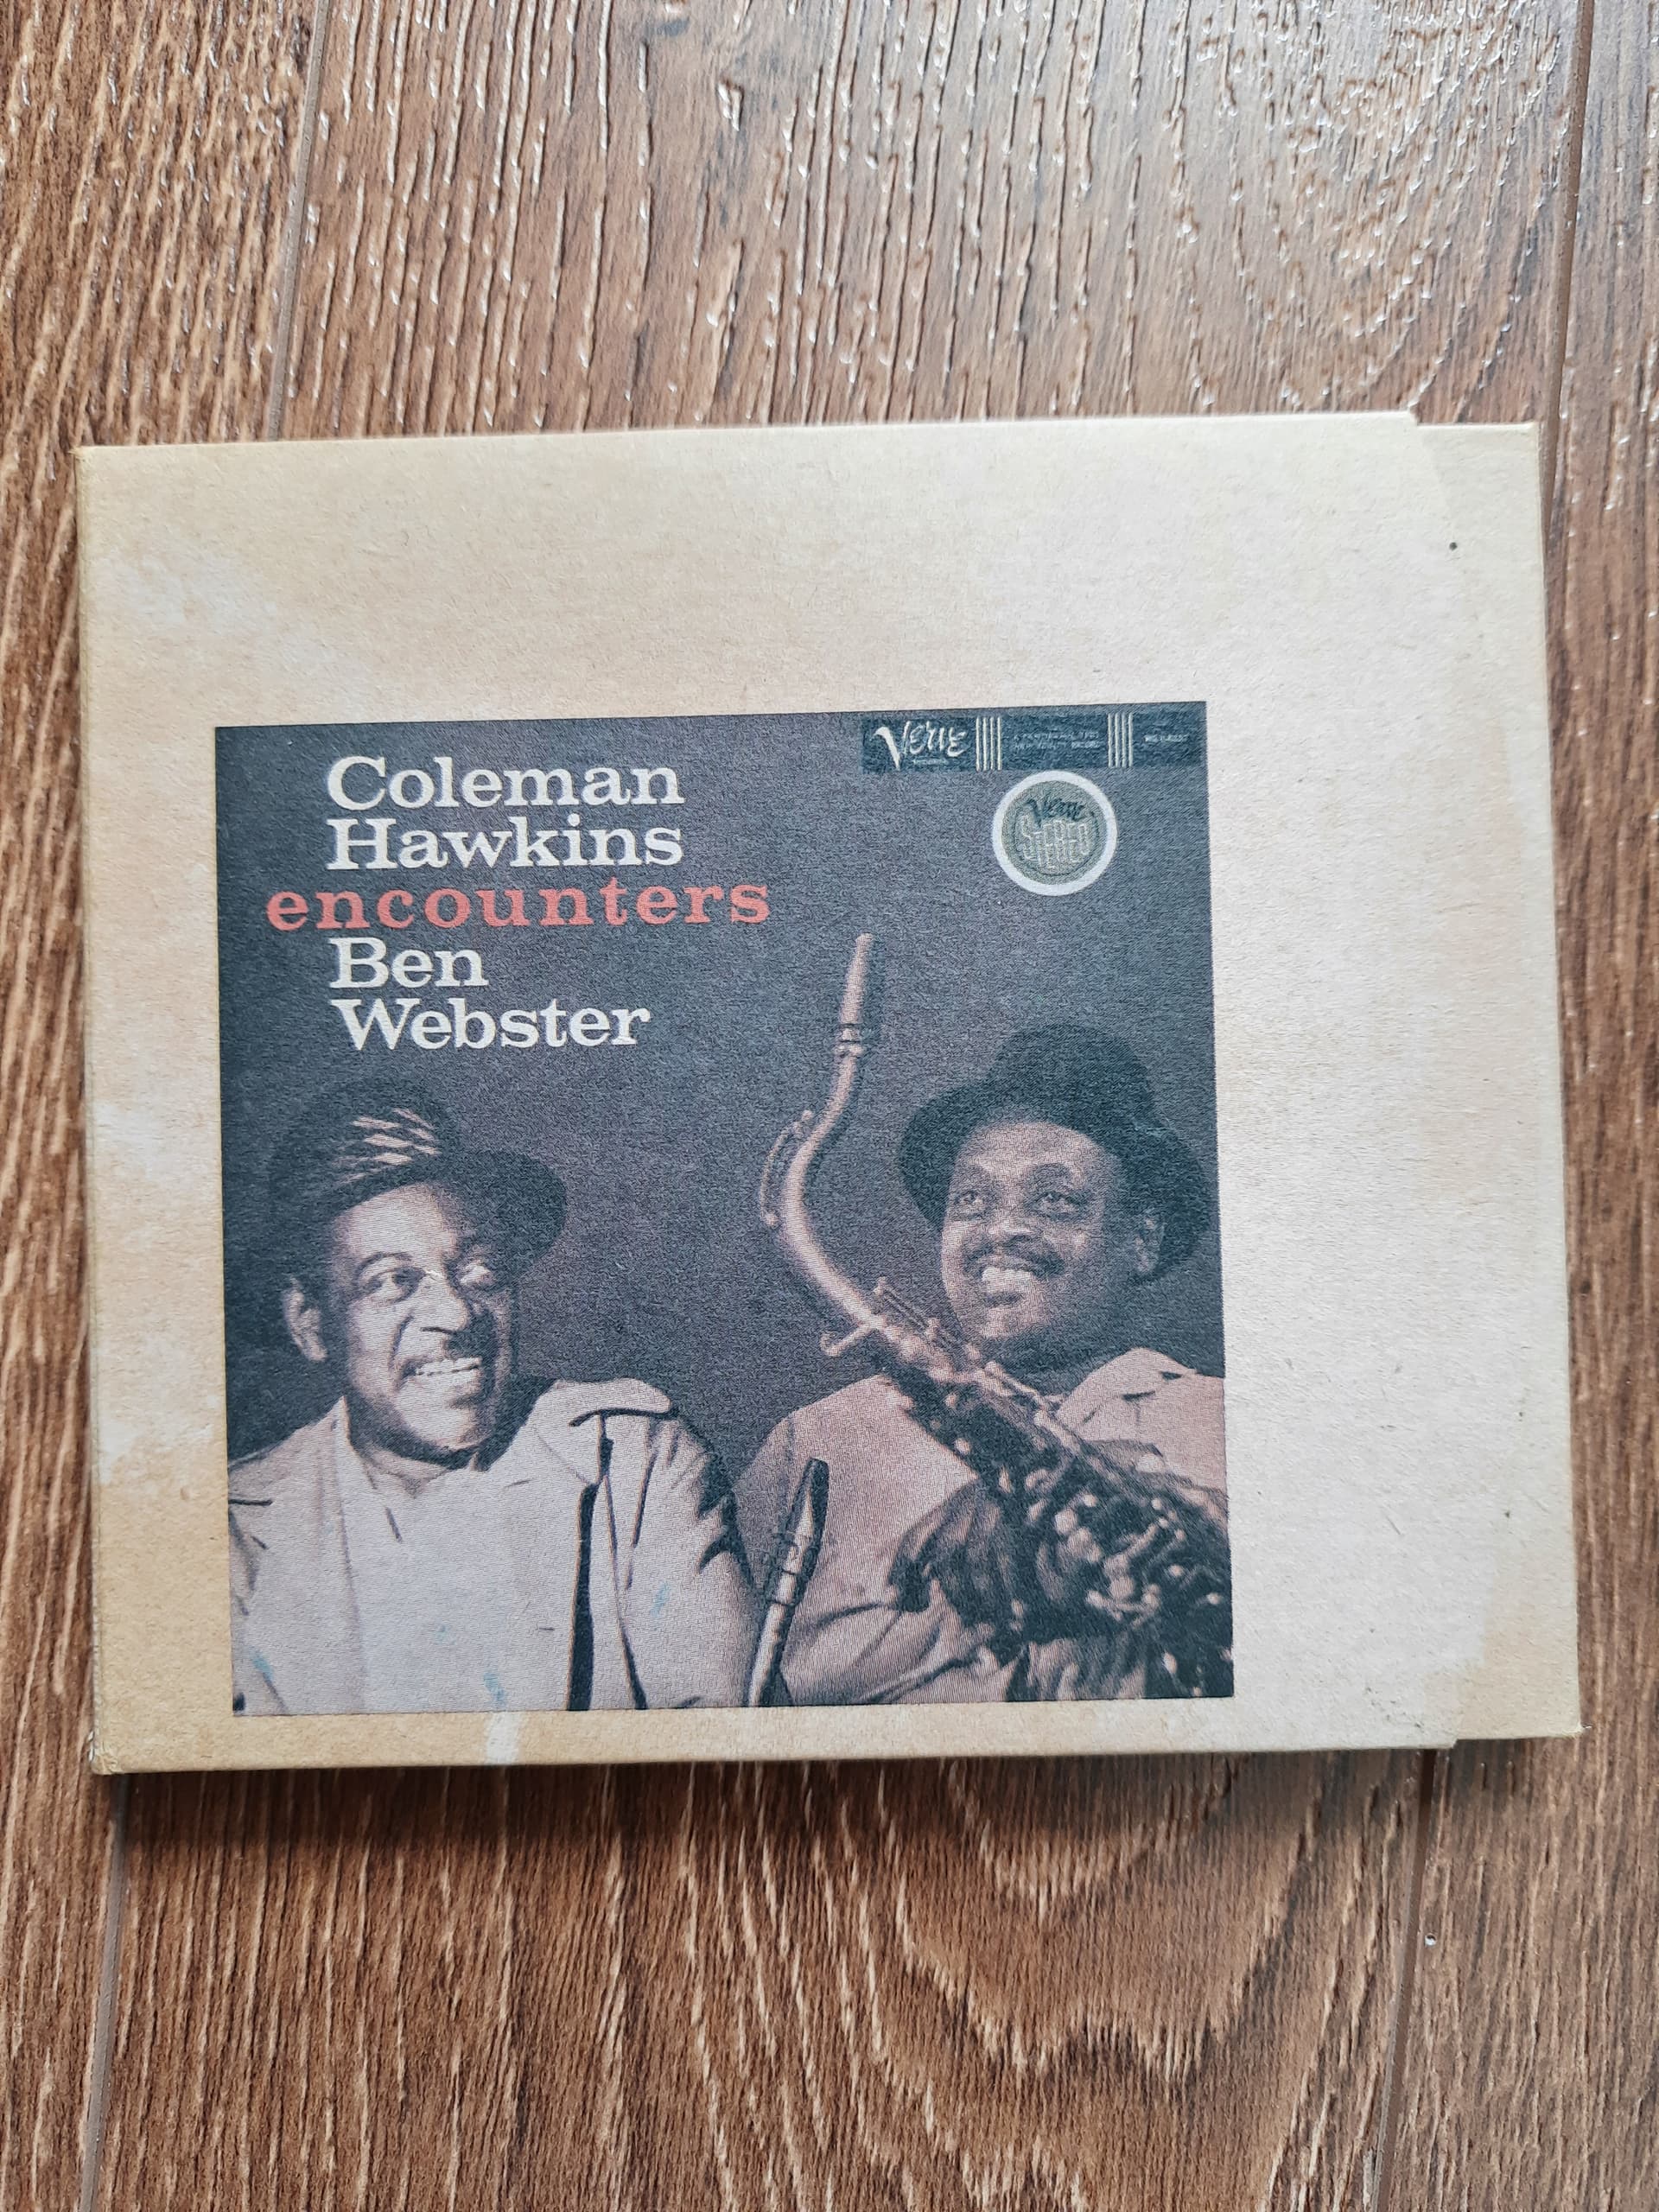 Coleman
Hawkins
encounters
Ben
Webster
Verve
Verve
STEREO